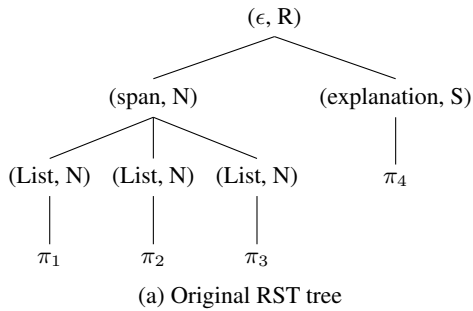 (ϵ, R)
(span, N) (explanation, S)
(List, N) (List, N) (List, N) π₄
π₁ π₂ π₃
(a) Original RST tree